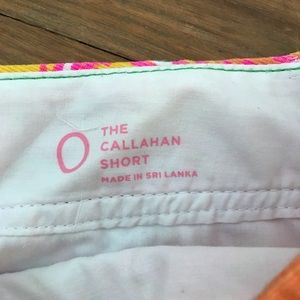 0
THE
CALLAHAN
SHORT
MADE IN SRI LANKA